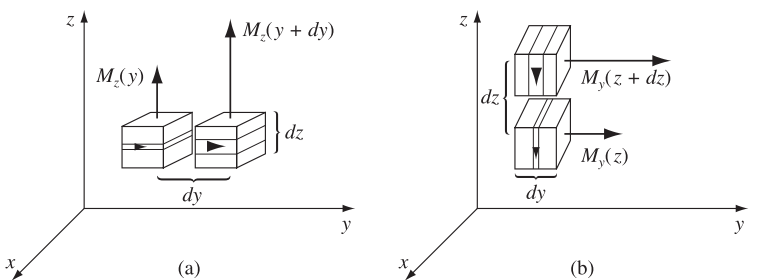 z
M_z(y + dy)
M_z(y)
dz
dy
y
x
(a)
z
M_y(z + dz)
dz
M_y(z)
dy
y
x
(b)